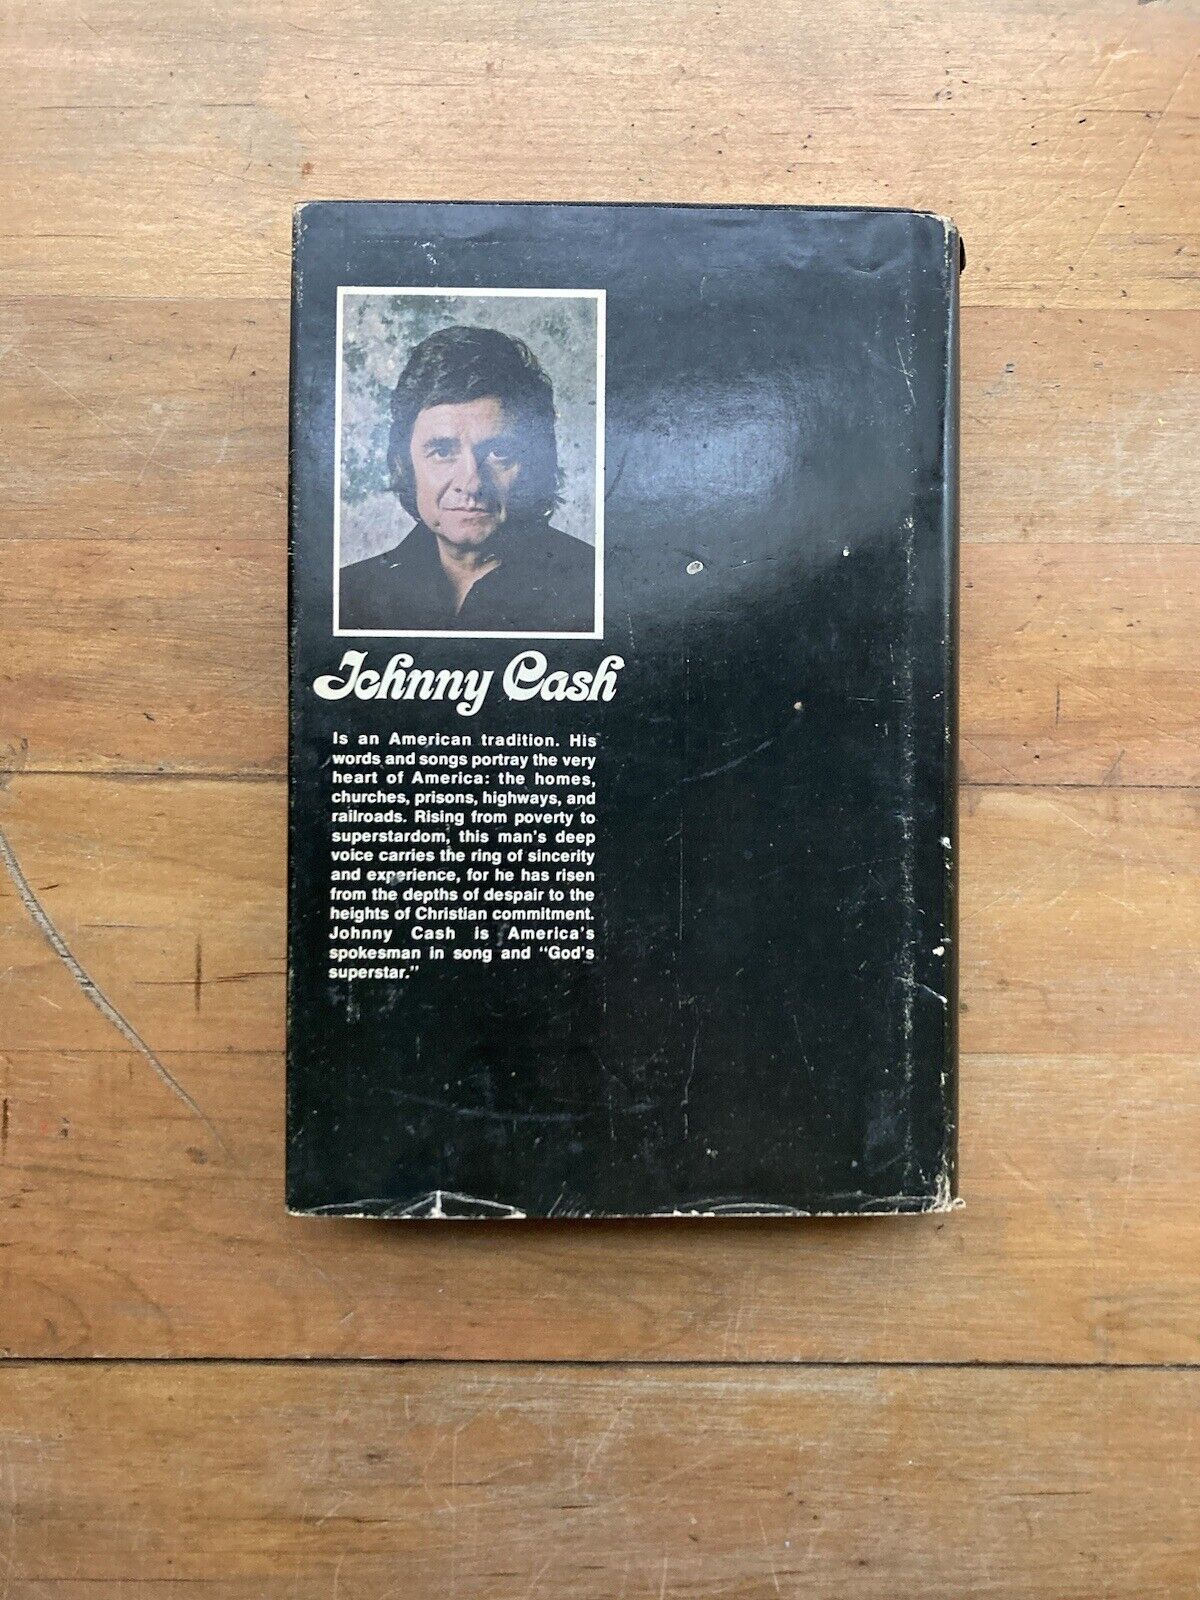 Johnny Cash
Is an American tradition. His
words and songs portray the very
heart of America: the homes,
churches, prisons, highways, and
railroads. Rising from poverty to
superstardom, this man's deep
voice carries the ring of sincerity
and experience, for he has risen
from the depths of despair to the
heights of Christian commitment.
Johnny Cash is America's
spokesman in song and "God's
superstar."